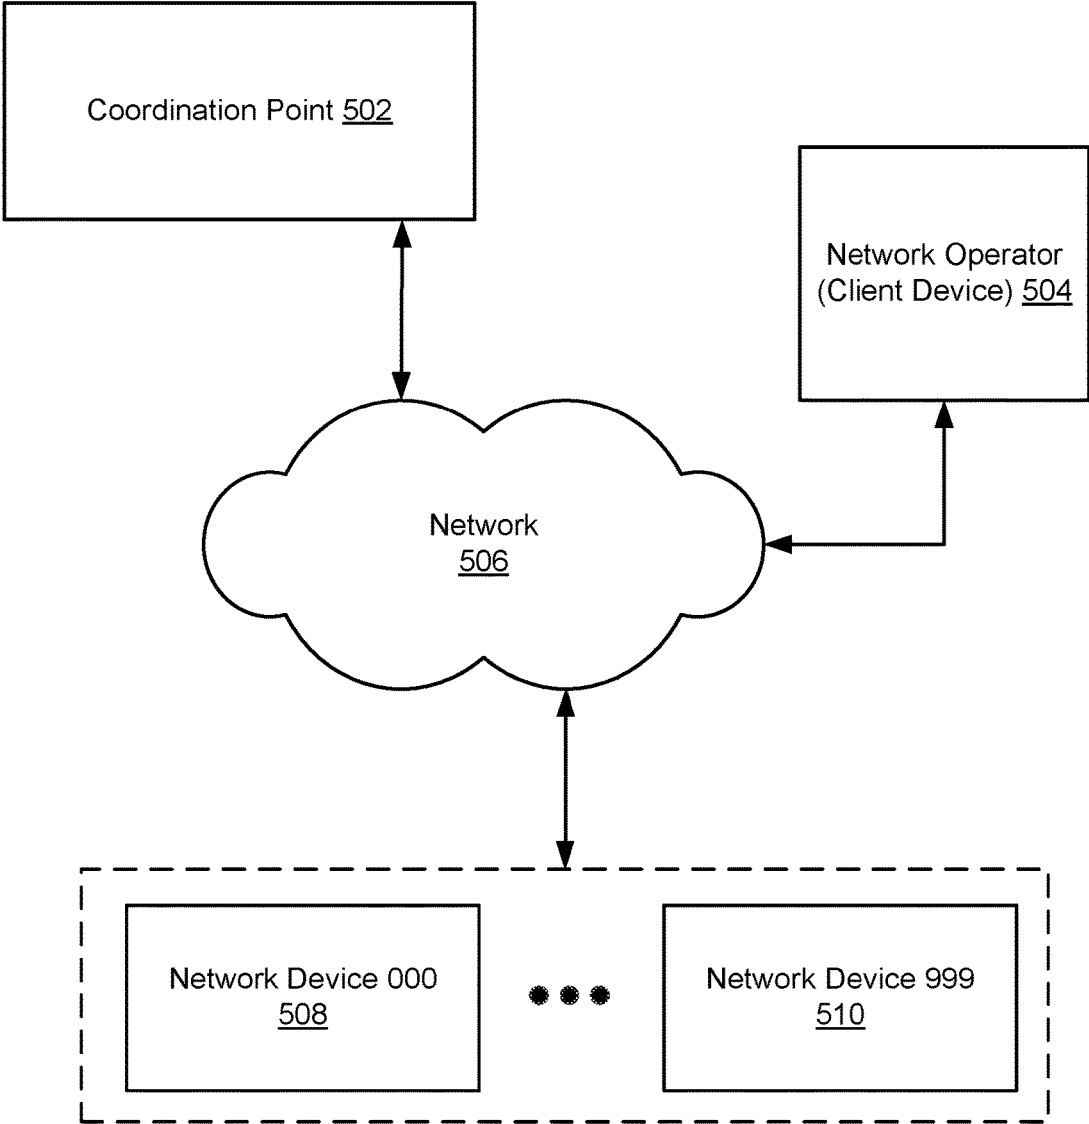 Coordination Point 502
Network Operator
(Client Device) 504
Network
506
Network Device 000
508
Network Device 999
510